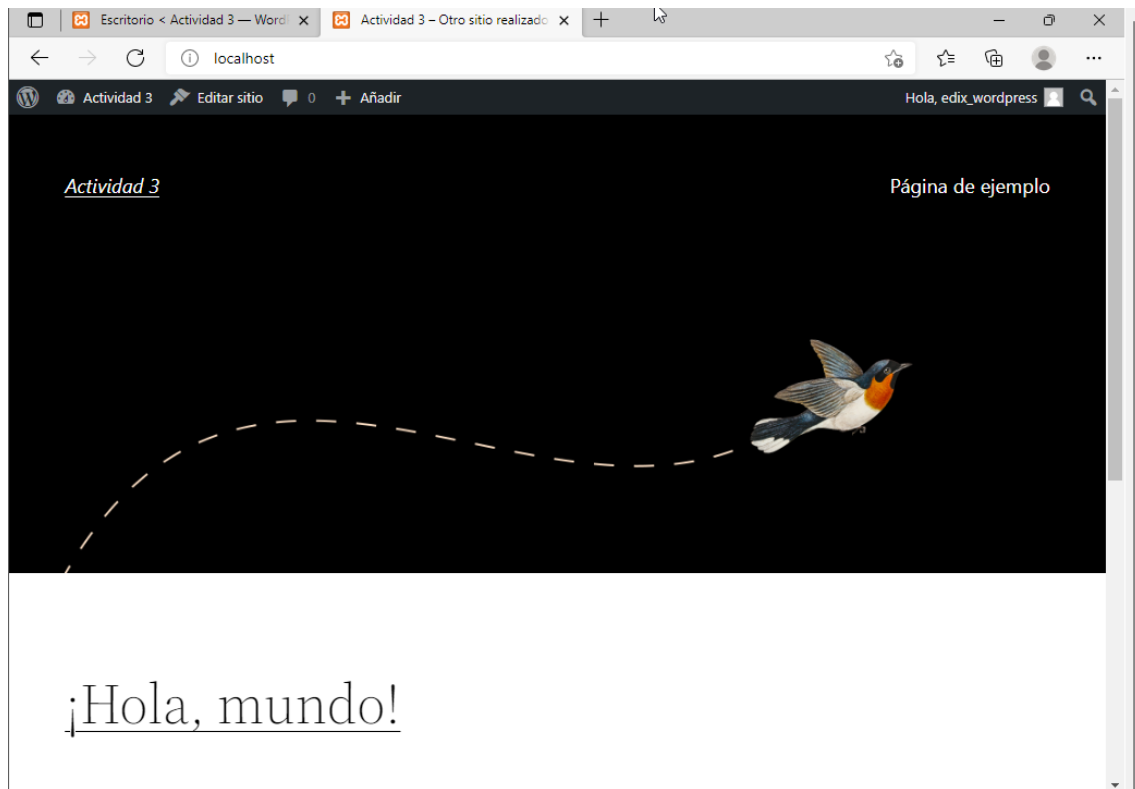 Escritorio < Actividad 3 — Word
Actividad 3 – Otro sitio realizado
localhost
Actividad 3 Editar sitio 0 Añadir Hola, edix_wordpress
Actividad 3 Página de ejemplo
¡Hola, mundo!